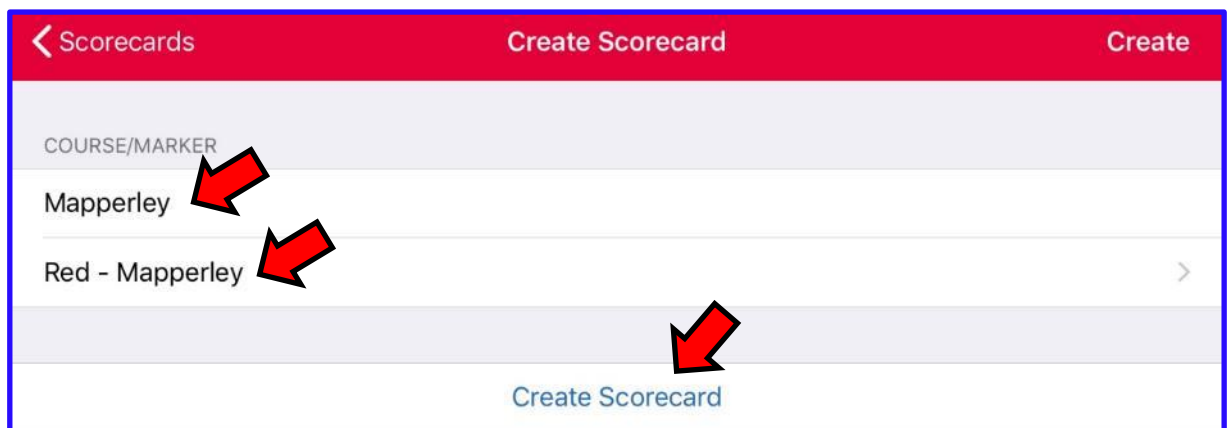 Scorecards Create Scorecard Create
COURSE/MARKER
Mapperley
Red - Mapperley
Create Scorecard